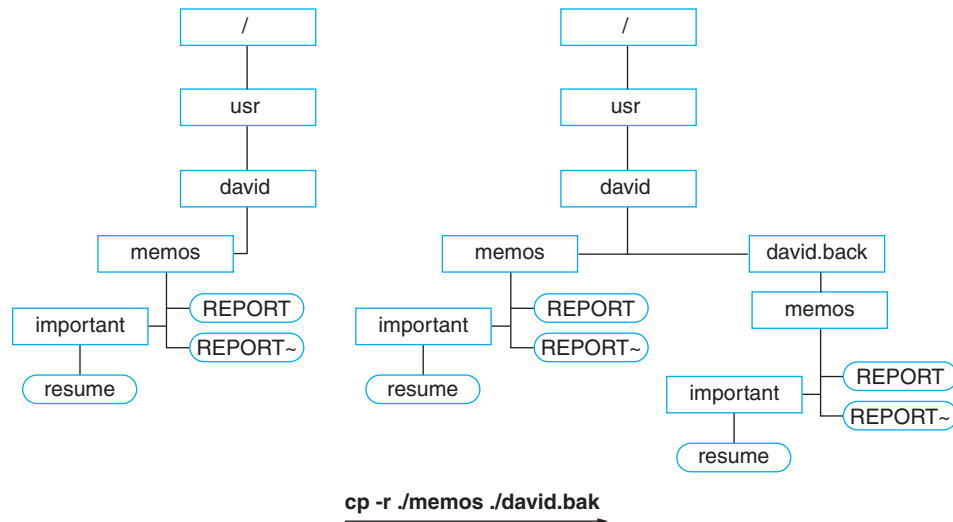 /
usr
david
memos
REPORT
important
REPORT~
resume
/
usr
david
memos
david.back
REPORT
important
REPORT~
resume
memos
REPORT
important
REPORT~
resume
cp -r ./memos ./david.bak